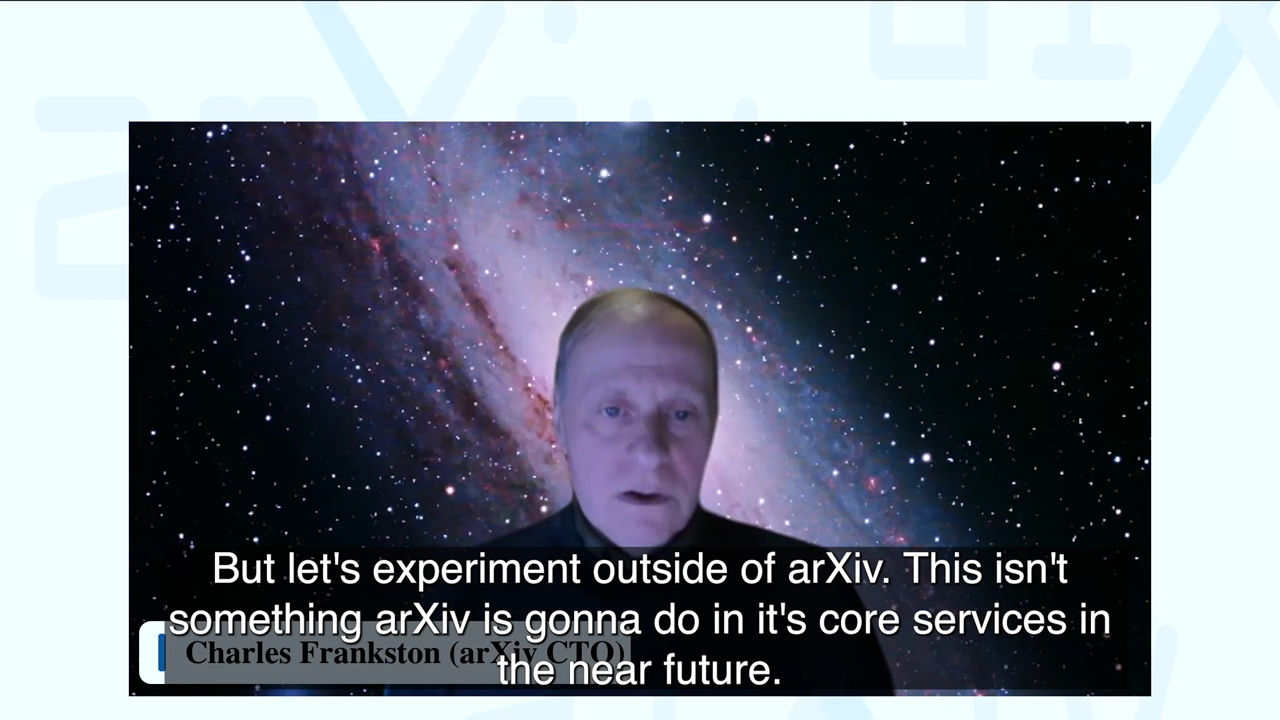 arXiv
But let's experiment outside of arXiv. This isn't
something arXiv is gonna do in it's core services in
Charles Frankston (arXiv CTO)
the near future.